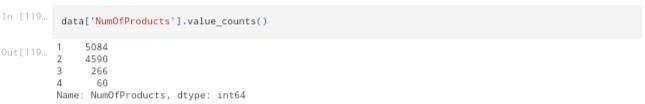 In [119...
data['NumOfProducts'].value_counts()
Out[119...
1    5084
2    4590
3     266
4      60
Name: NumOfProducts, dtype: int64